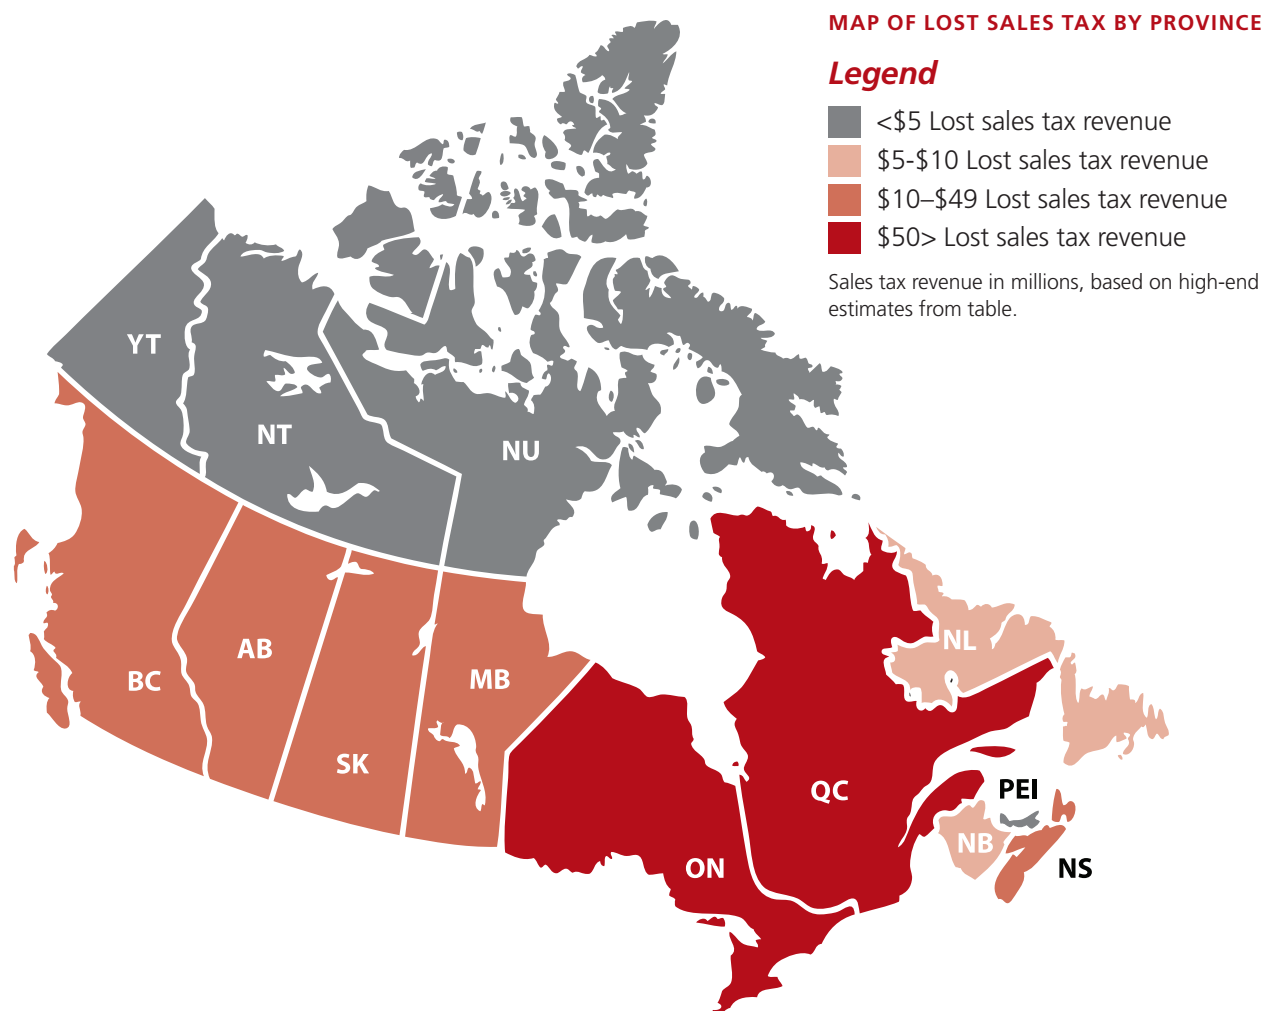 MAP OF LOST SALES TAX BY PROVINCE
Legend
<$5 Lost sales tax revenue
$5-$10 Lost sales tax revenue
$10–$49 Lost sales tax revenue
$50> Lost sales tax revenue
Sales tax revenue in millions, based on high-end
estimates from table.
YT
NT
NU
BC
AB
SK
MB
ON
QC
NL
PEI
NB
NS